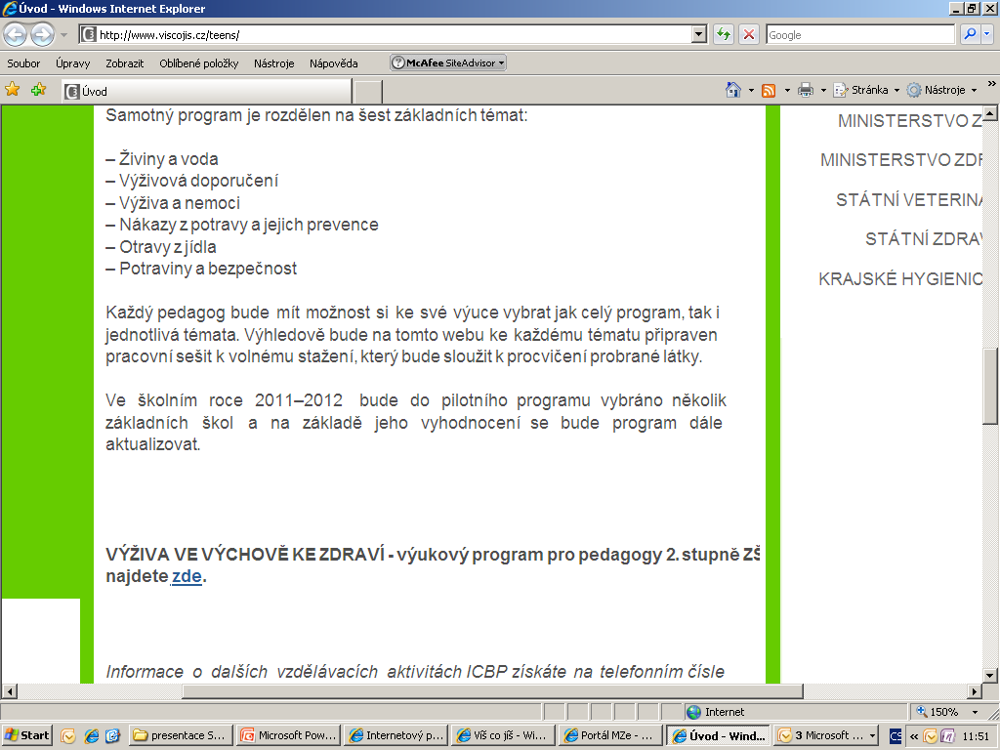 Úvod - Windows Internet Explorer
http://www.viscojis.cz/teens/
Google
Soubor Úpravy Zobrazit Oblíbené položky Nástroje Nápověda McAfee SiteAdvisor
Úvod
Stránka Nástroje »
Samotný program je rozdělen na šest základních témat:
– Živiny a voda
– Výživová doporučení
– Výživa a nemoci
– Nákazy z potravy a jejich prevence
– Otravy z jídla
– Potraviny a bezpečnost
Každý pedagog bude mít možnost si ke své výuce vybrat jak celý program, tak i
jednotlivá témata. Výhledově bude na tomto webu ke každému tématu připraven
pracovní sešit k volnému stažení, který bude sloužit k procvičení probrané látky.
Ve školním roce 2011–2012 bude do pilotního programu vybráno několik
základních škol a na základě jeho vyhodnocení se bude program dále
aktualizovat.
VÝŽIVA VE VÝCHOVĚ KE ZDRAVÍ - výukový program pro pedagogy 2. stupně ZŠ
najdete zde.
Informace o dalších vzdělávacích aktivitách ICBP získáte na telefonním čísle
MINISTERSTVO Z
MINISTERSTVO ZDR
STÁTNÍ VETERINA
STÁTNÍ ZDRAV
KRAJSKÉ HYGIENIC
Internet 150%
Start presentace S... Microsoft Pow... Internetový p... Víš co jíš - Wi... Portál MZe - ... Úvod - Wind... 3 Microsoft ... CS « 11:51